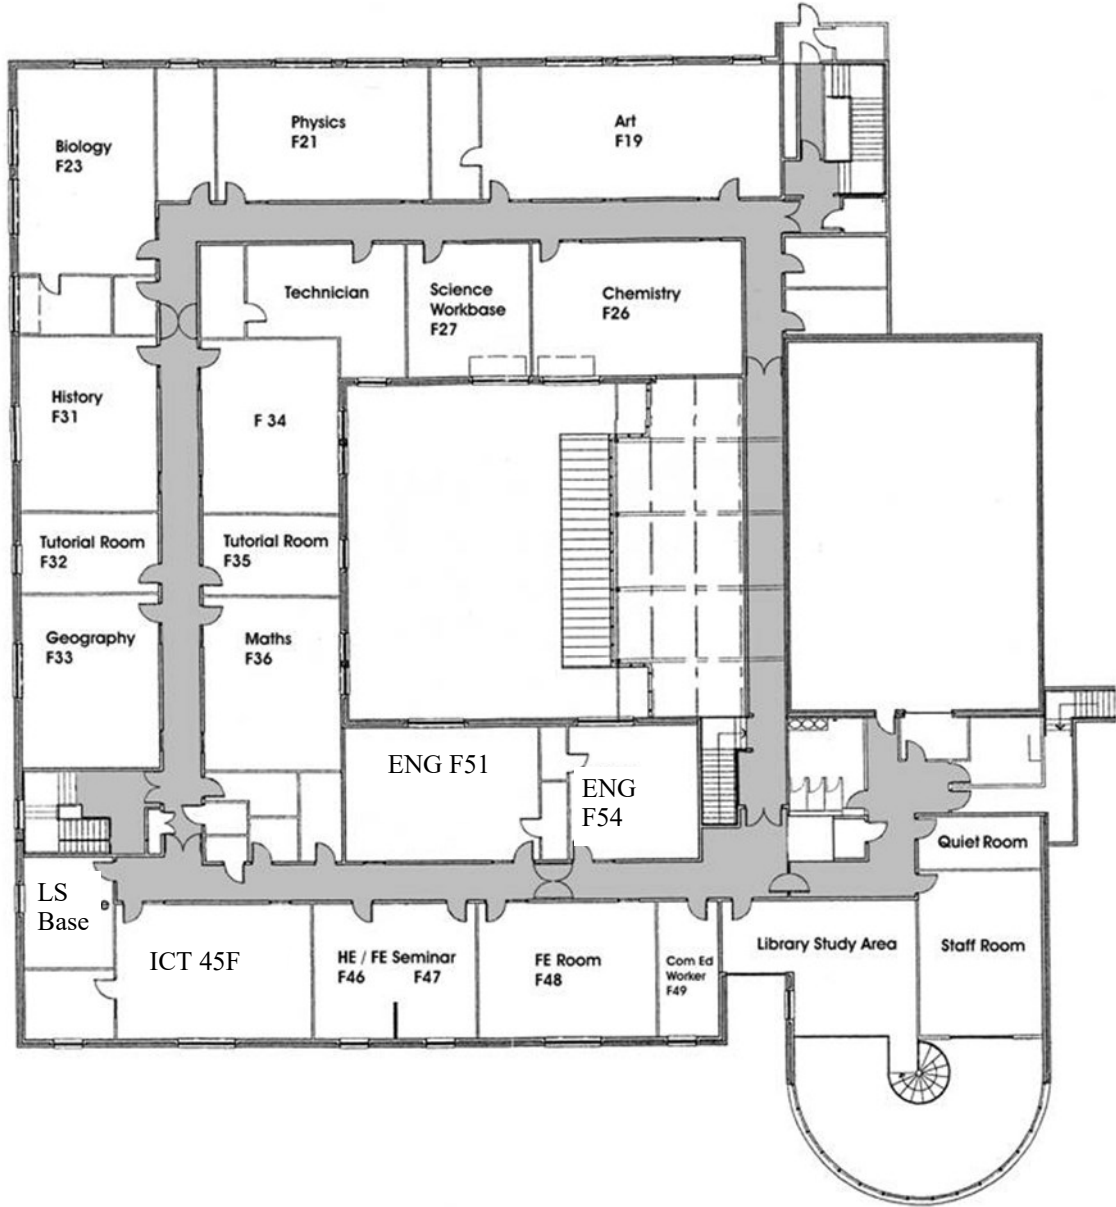 Biology
F23
Physics
F21
Art
F19
Technician
Science
Workbase
F27
Chemistry
F26
History
F31
F 34
Tutorial Room
F32
Tutorial Room
F35
Geography
F33
Maths
F36
ENG F51
ENG
F54
Quiet Room
LS
Base
ICT 45F
HE / FE Seminar
F46 F47
FE Room
F48
Com Ed
Worker
F49
Library Study Area
Staff Room